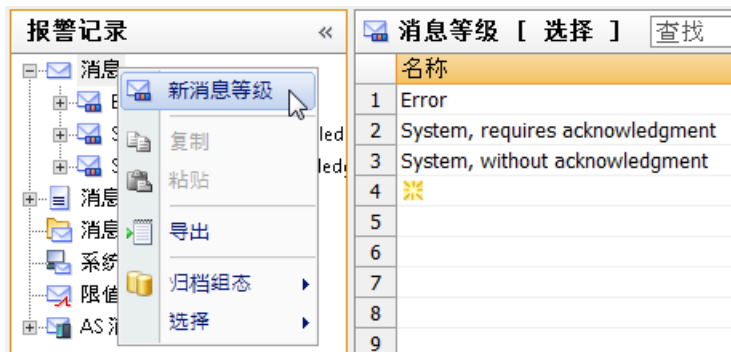 报警记录 «
消息
新消息等级
E
S
led
复制
S
led
粘贴
消息
消息
导出
系统
归档组态
限值
选择
AS 消
消息等级 [ 选择 ] 查找
名称
1 Error
2 System, requires acknowledgment
3 System, without acknowledgment
4
5
6
7
8
9